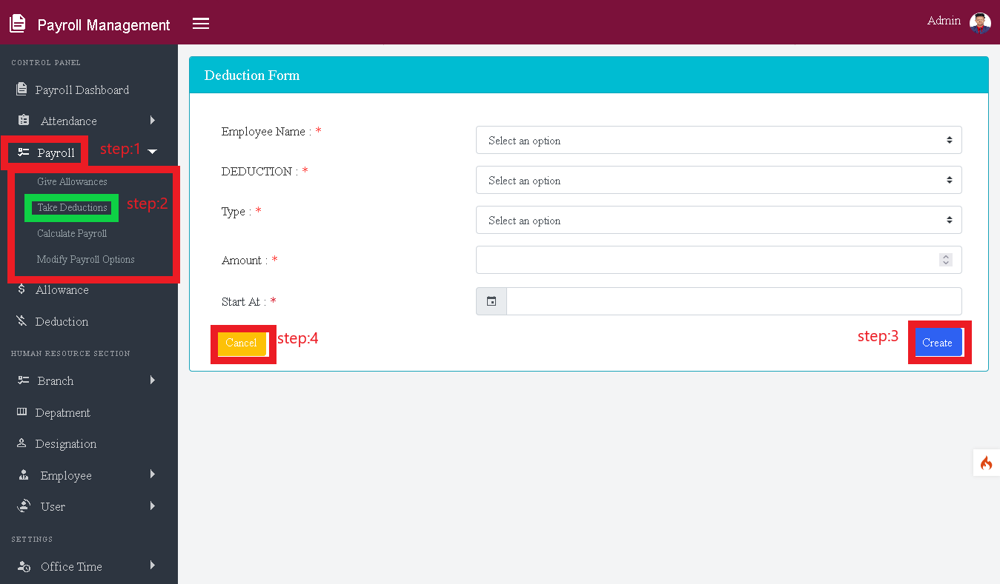 Payroll Management
Admin
CONTROL PANEL
Payroll Dashboard
Attendance
Payroll
step:1
Give Allowances
Take Deductions
step:2
Calculate Payroll
Modify Payroll Options
Allowance
Deduction
HUMAN RESOURCE SECTION
Branch
Depatment
Designation
Employee
User
SETTINGS
Office Time
Deduction Form
Employee Name : *
Select an option
DEDUCTION : *
Select an option
Type : *
Select an option
Amount : *
Start At : *
Cancel
step:4
step:3
Create